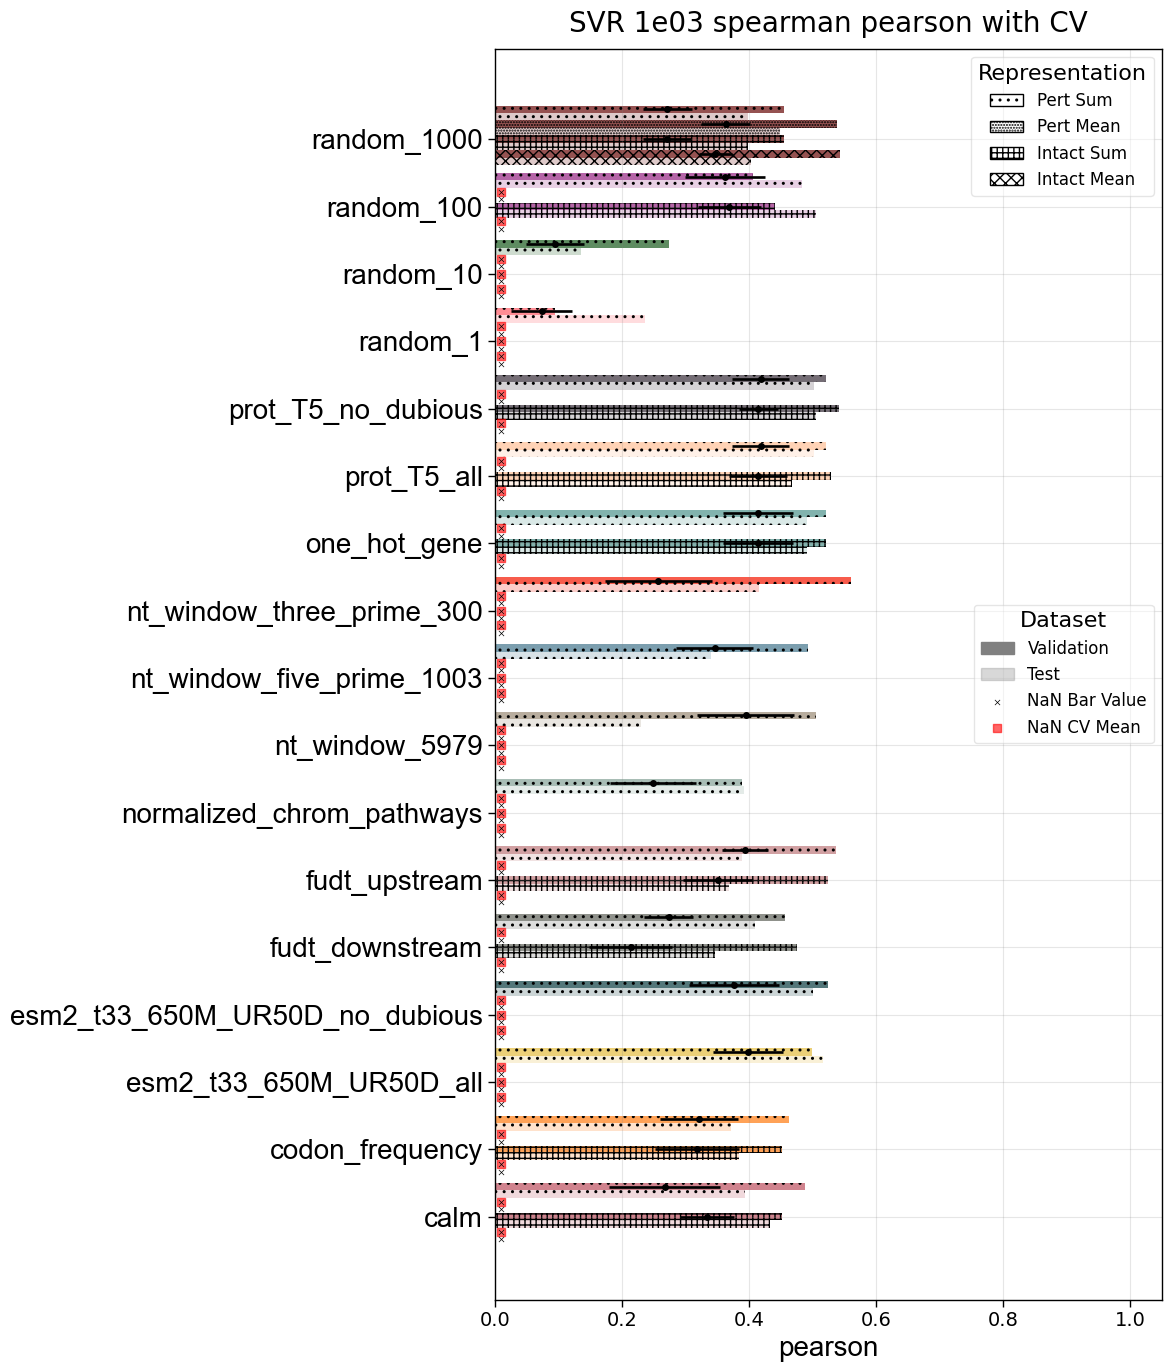 SVR 1e03 spearman pearson with CV
Representation
Pert Sum
Pert Mean
Intact Sum
Intact Mean
random_1000
random_100
random_10
random_1
prot_T5_no_dubious
prot_T5_all
one_hot_gene
nt_window_three_prime_300
Dataset
Validation
Test
NaN Bar Value
NaN CV Mean
nt_window_five_prime_1003
nt_window_5979
normalized_chrom_pathways
fudt_upstream
fudt_downstream
esm2_t33_650M_UR50D_no_dubious
esm2_t33_650M_UR50D_all
codon_frequency
calm
0.0 0.2 0.4 0.6 0.8 1.0
pearson